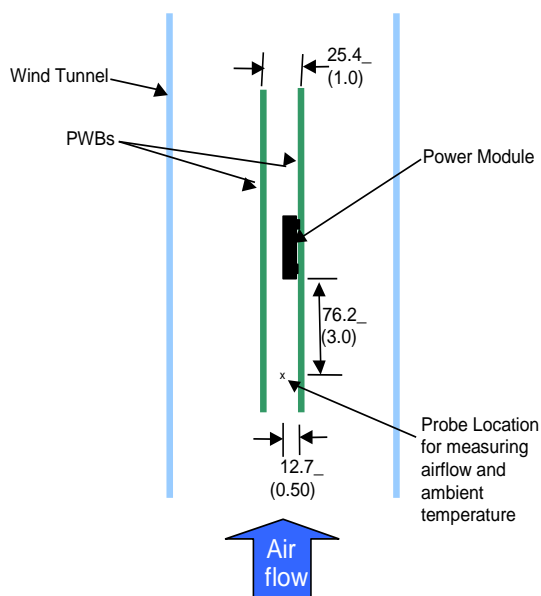 25.4_
(1.0)
Wind Tunnel
PWBs
Power Module
76.2_
(3.0)
x
Probe Location
for measuring
airflow and
ambient
temperature
12.7_
(0.50)
Air
flow